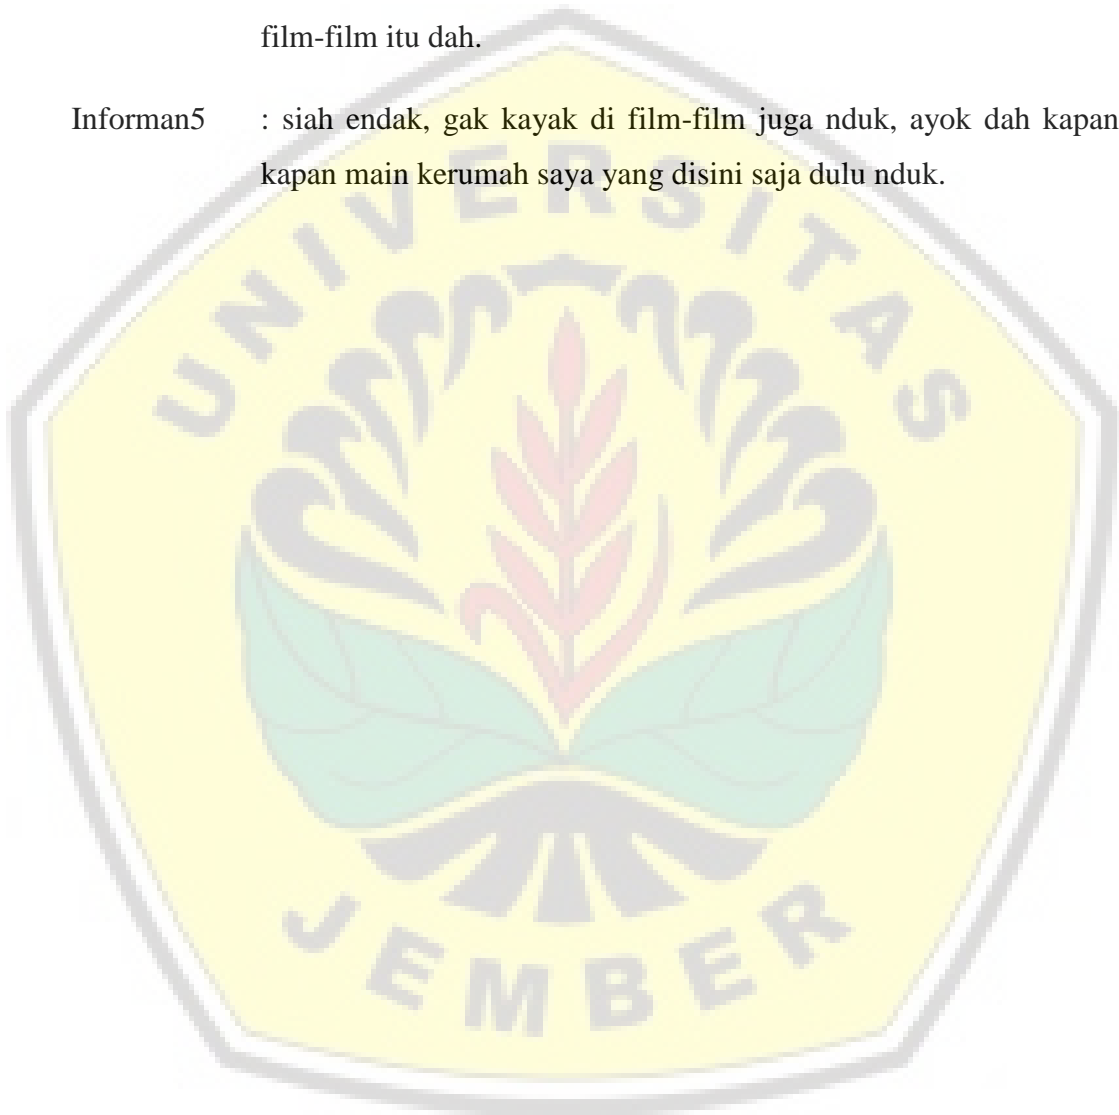 film-film itu dah.
Informan5 : siah endak, gak kayak di film-film juga nduk, ayok dah kapan
kapan main kerumah saya yang disini saja dulu nduk.
UNIVERSITAS
JEMBER